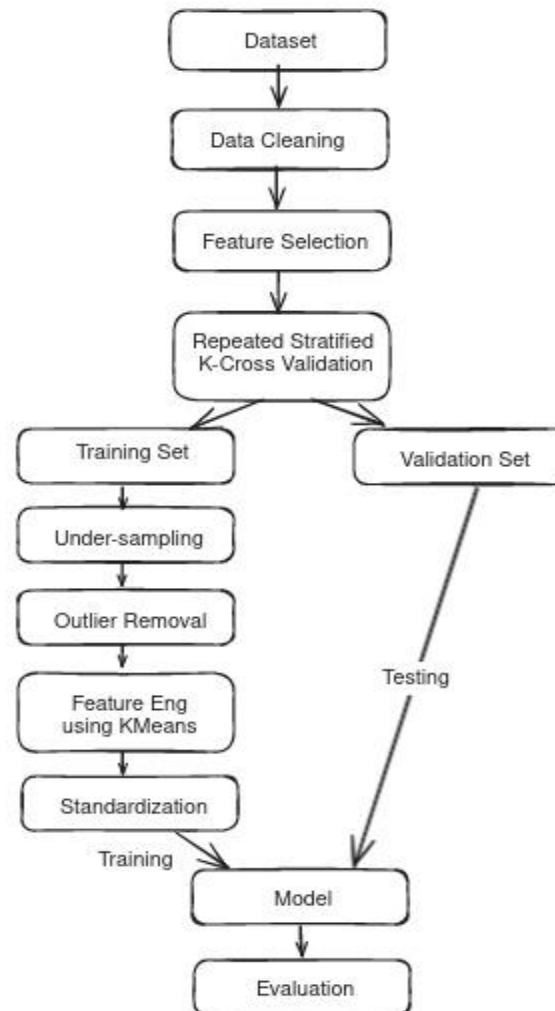 Dataset
Data Cleaning
Feature Selection
Repeated Stratified
K-Cross Validation
Training Set
Validation Set
Under-sampling
Outlier Removal
Feature Eng
using KMeans
Testing
Standardization
Training
Model
Evaluation